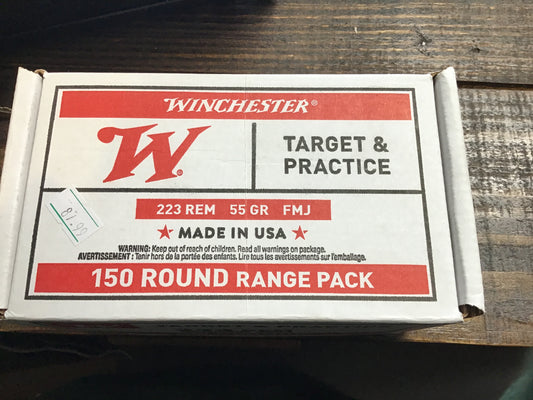 WINCHESTER®
W®
TARGET &
PRACTICE
81.99
223 REM 55 GR FMJ
★ MADE IN USA ★
WARNING: Keep out of reach of children. Read all warnings on package.
AVERTISSEMENT: Tenir hors de la portée des enfants. Lire tous les avertissements sur l'emballage.
150 ROUND RANGE PACK